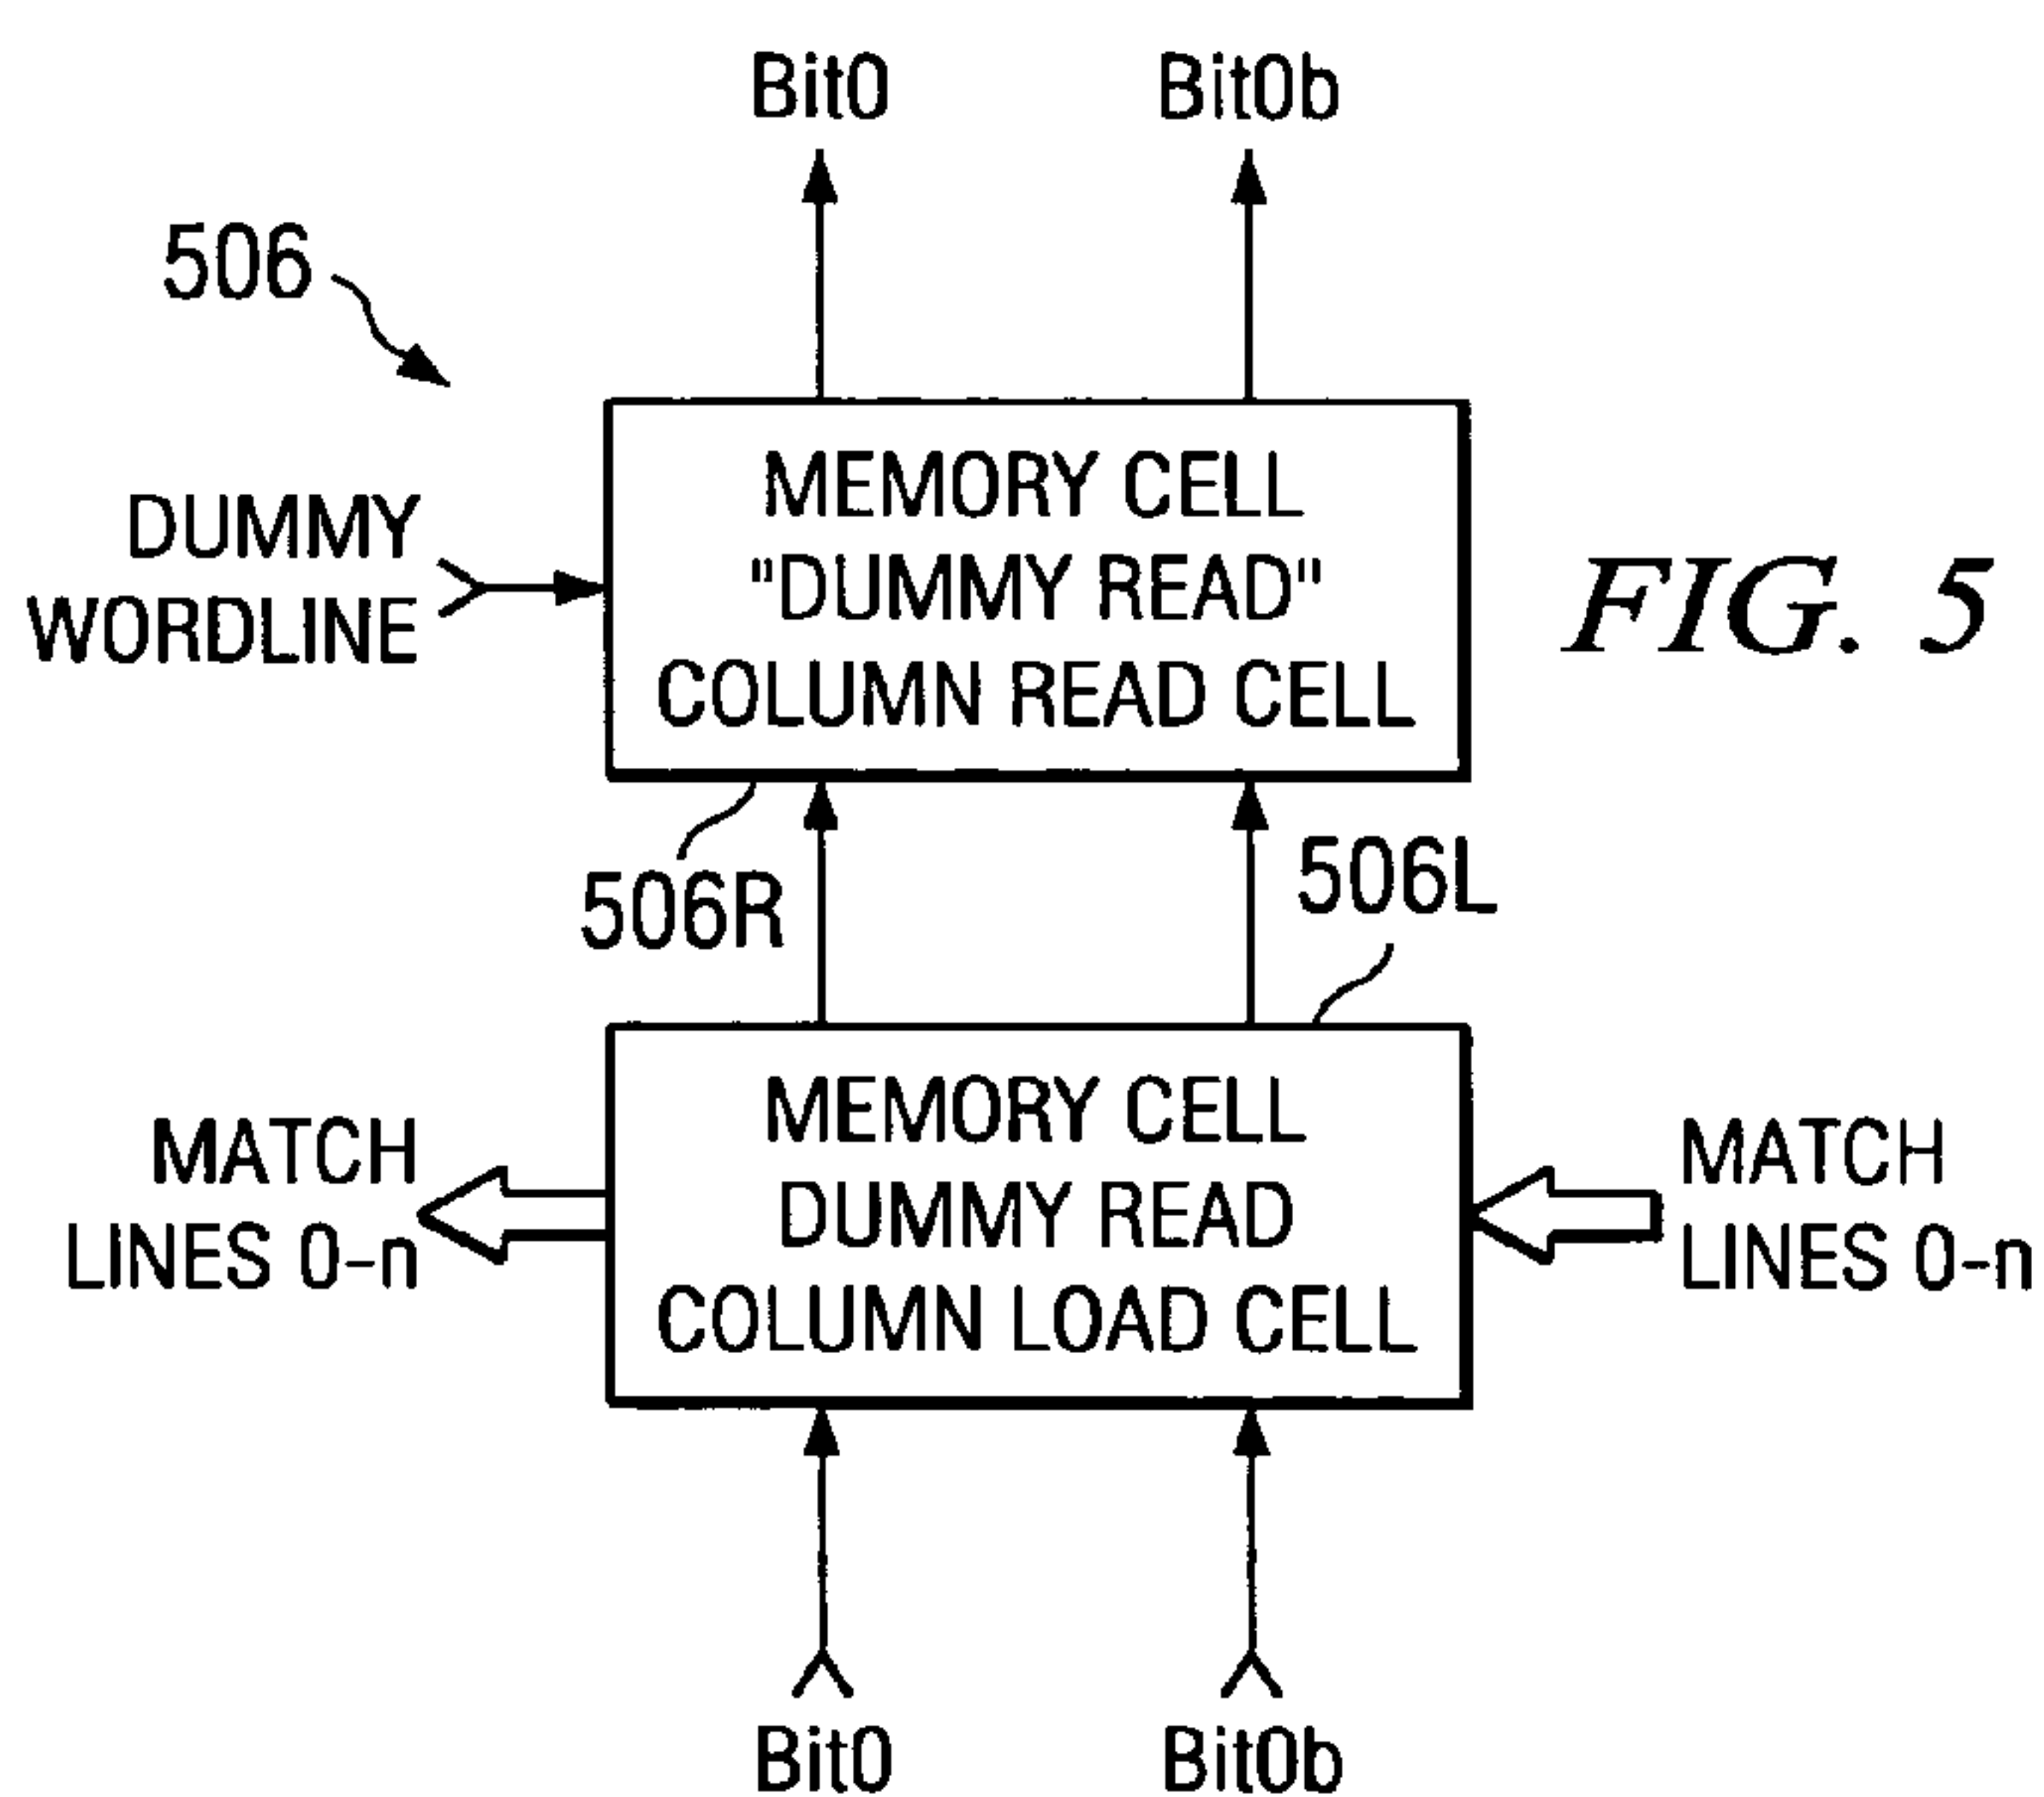 Bit0 Bit0b
506
DUMMY
WORDLINE
MEMORY CELL
"DUMMY READ"
COLUMN READ CELL
FIG. 5
506R
506L
MATCH
LINES 0-n
MEMORY CELL
DUMMY READ
COLUMN LOAD CELL
MATCH
LINES 0-n
Bit0 Bit0b